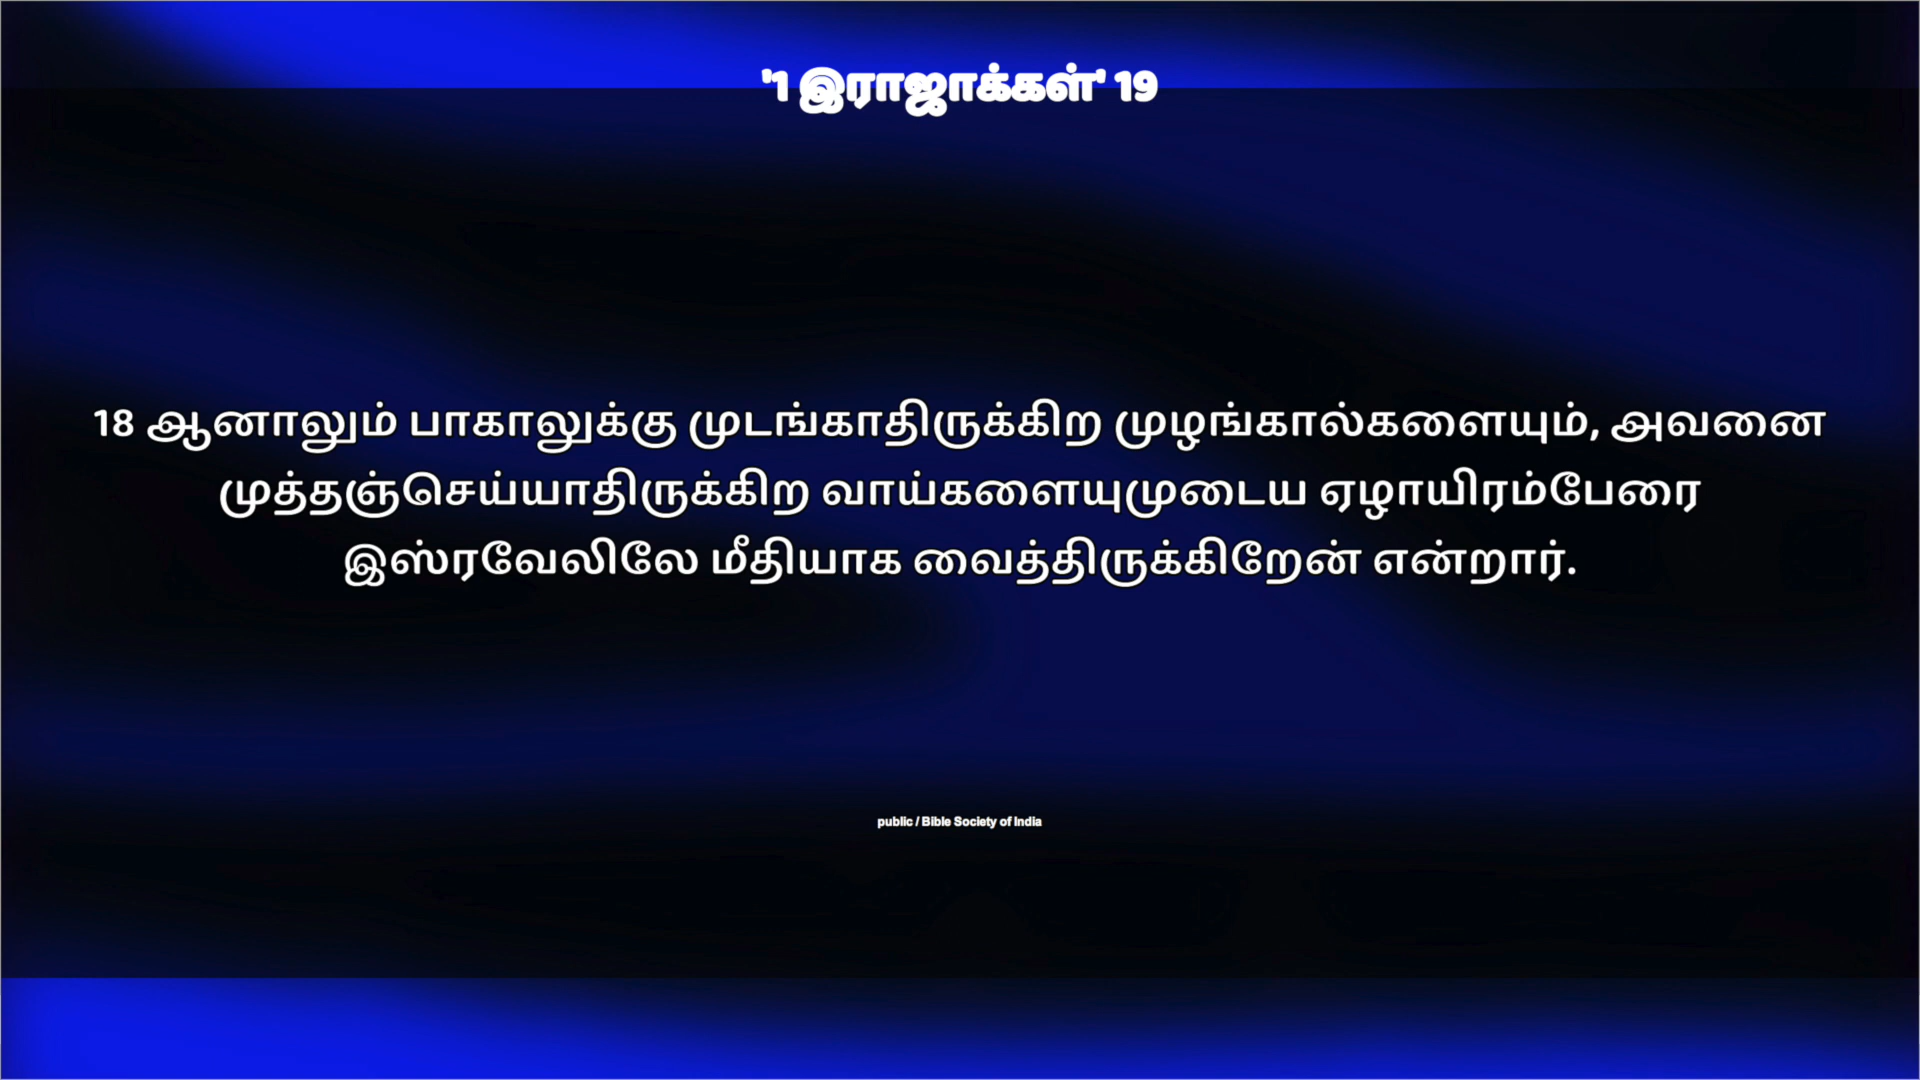 '1 இராஜாக்கள்' 19
18 ஆனாலும் பாகாலுக்கு முடங்காதிருக்கிற முழங்கால்களையும், அவனை
முத்தஞ்செய்யாதிருக்கிற வாய்களையுமுடைய ஏழாயிரம்பேரை
இஸ்ரவேலிலே மீதியாக வைத்திருக்கிறேன் என்றார்.
public / Bible Society of India